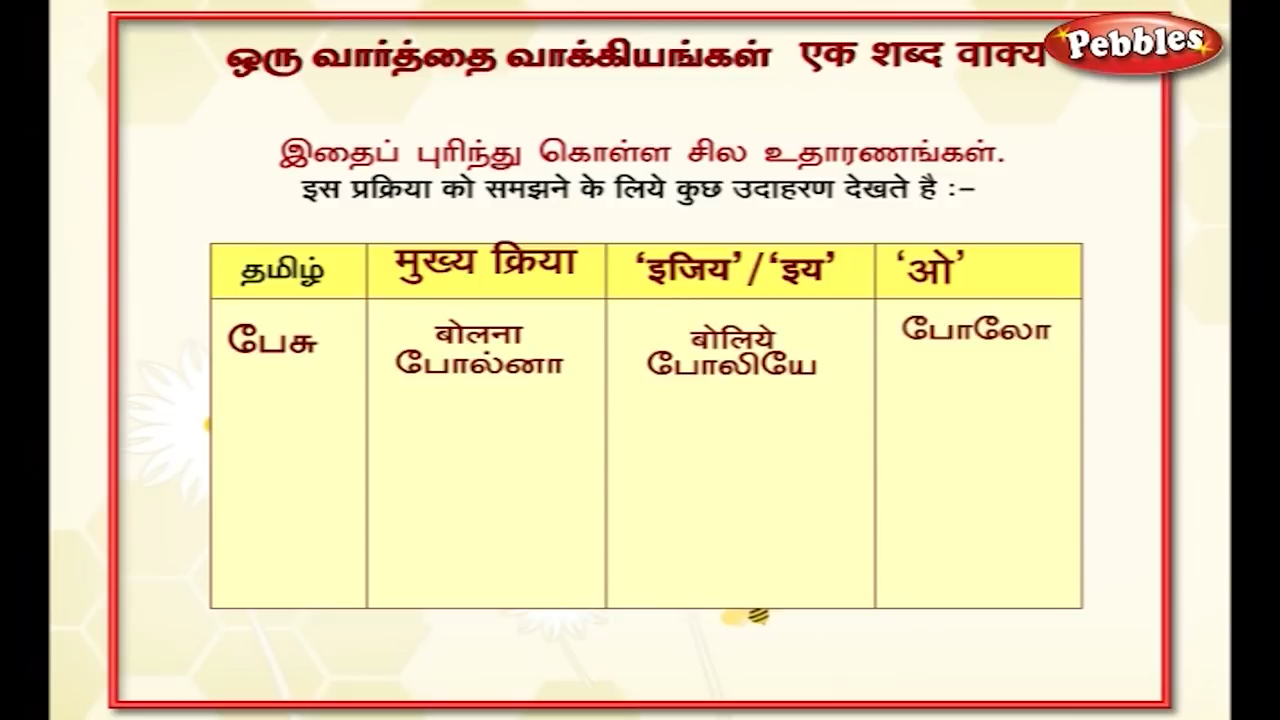 ஒரு வார்த்தை வாக்கியங்கள் एक शब्द वाक्य
Pebbles
இதைப் புரிந்து கொள்ள சில உதாரணங்கள்.
इस प्रक्रिया को समझने के लिये कुछ उदाहरण देखते है :-
தமிழ் मुख्य क्रिया 'इजिय'/'इय' 'ओ'
பேசு बोलना बोलिये போலோ
போல்னா போலியே